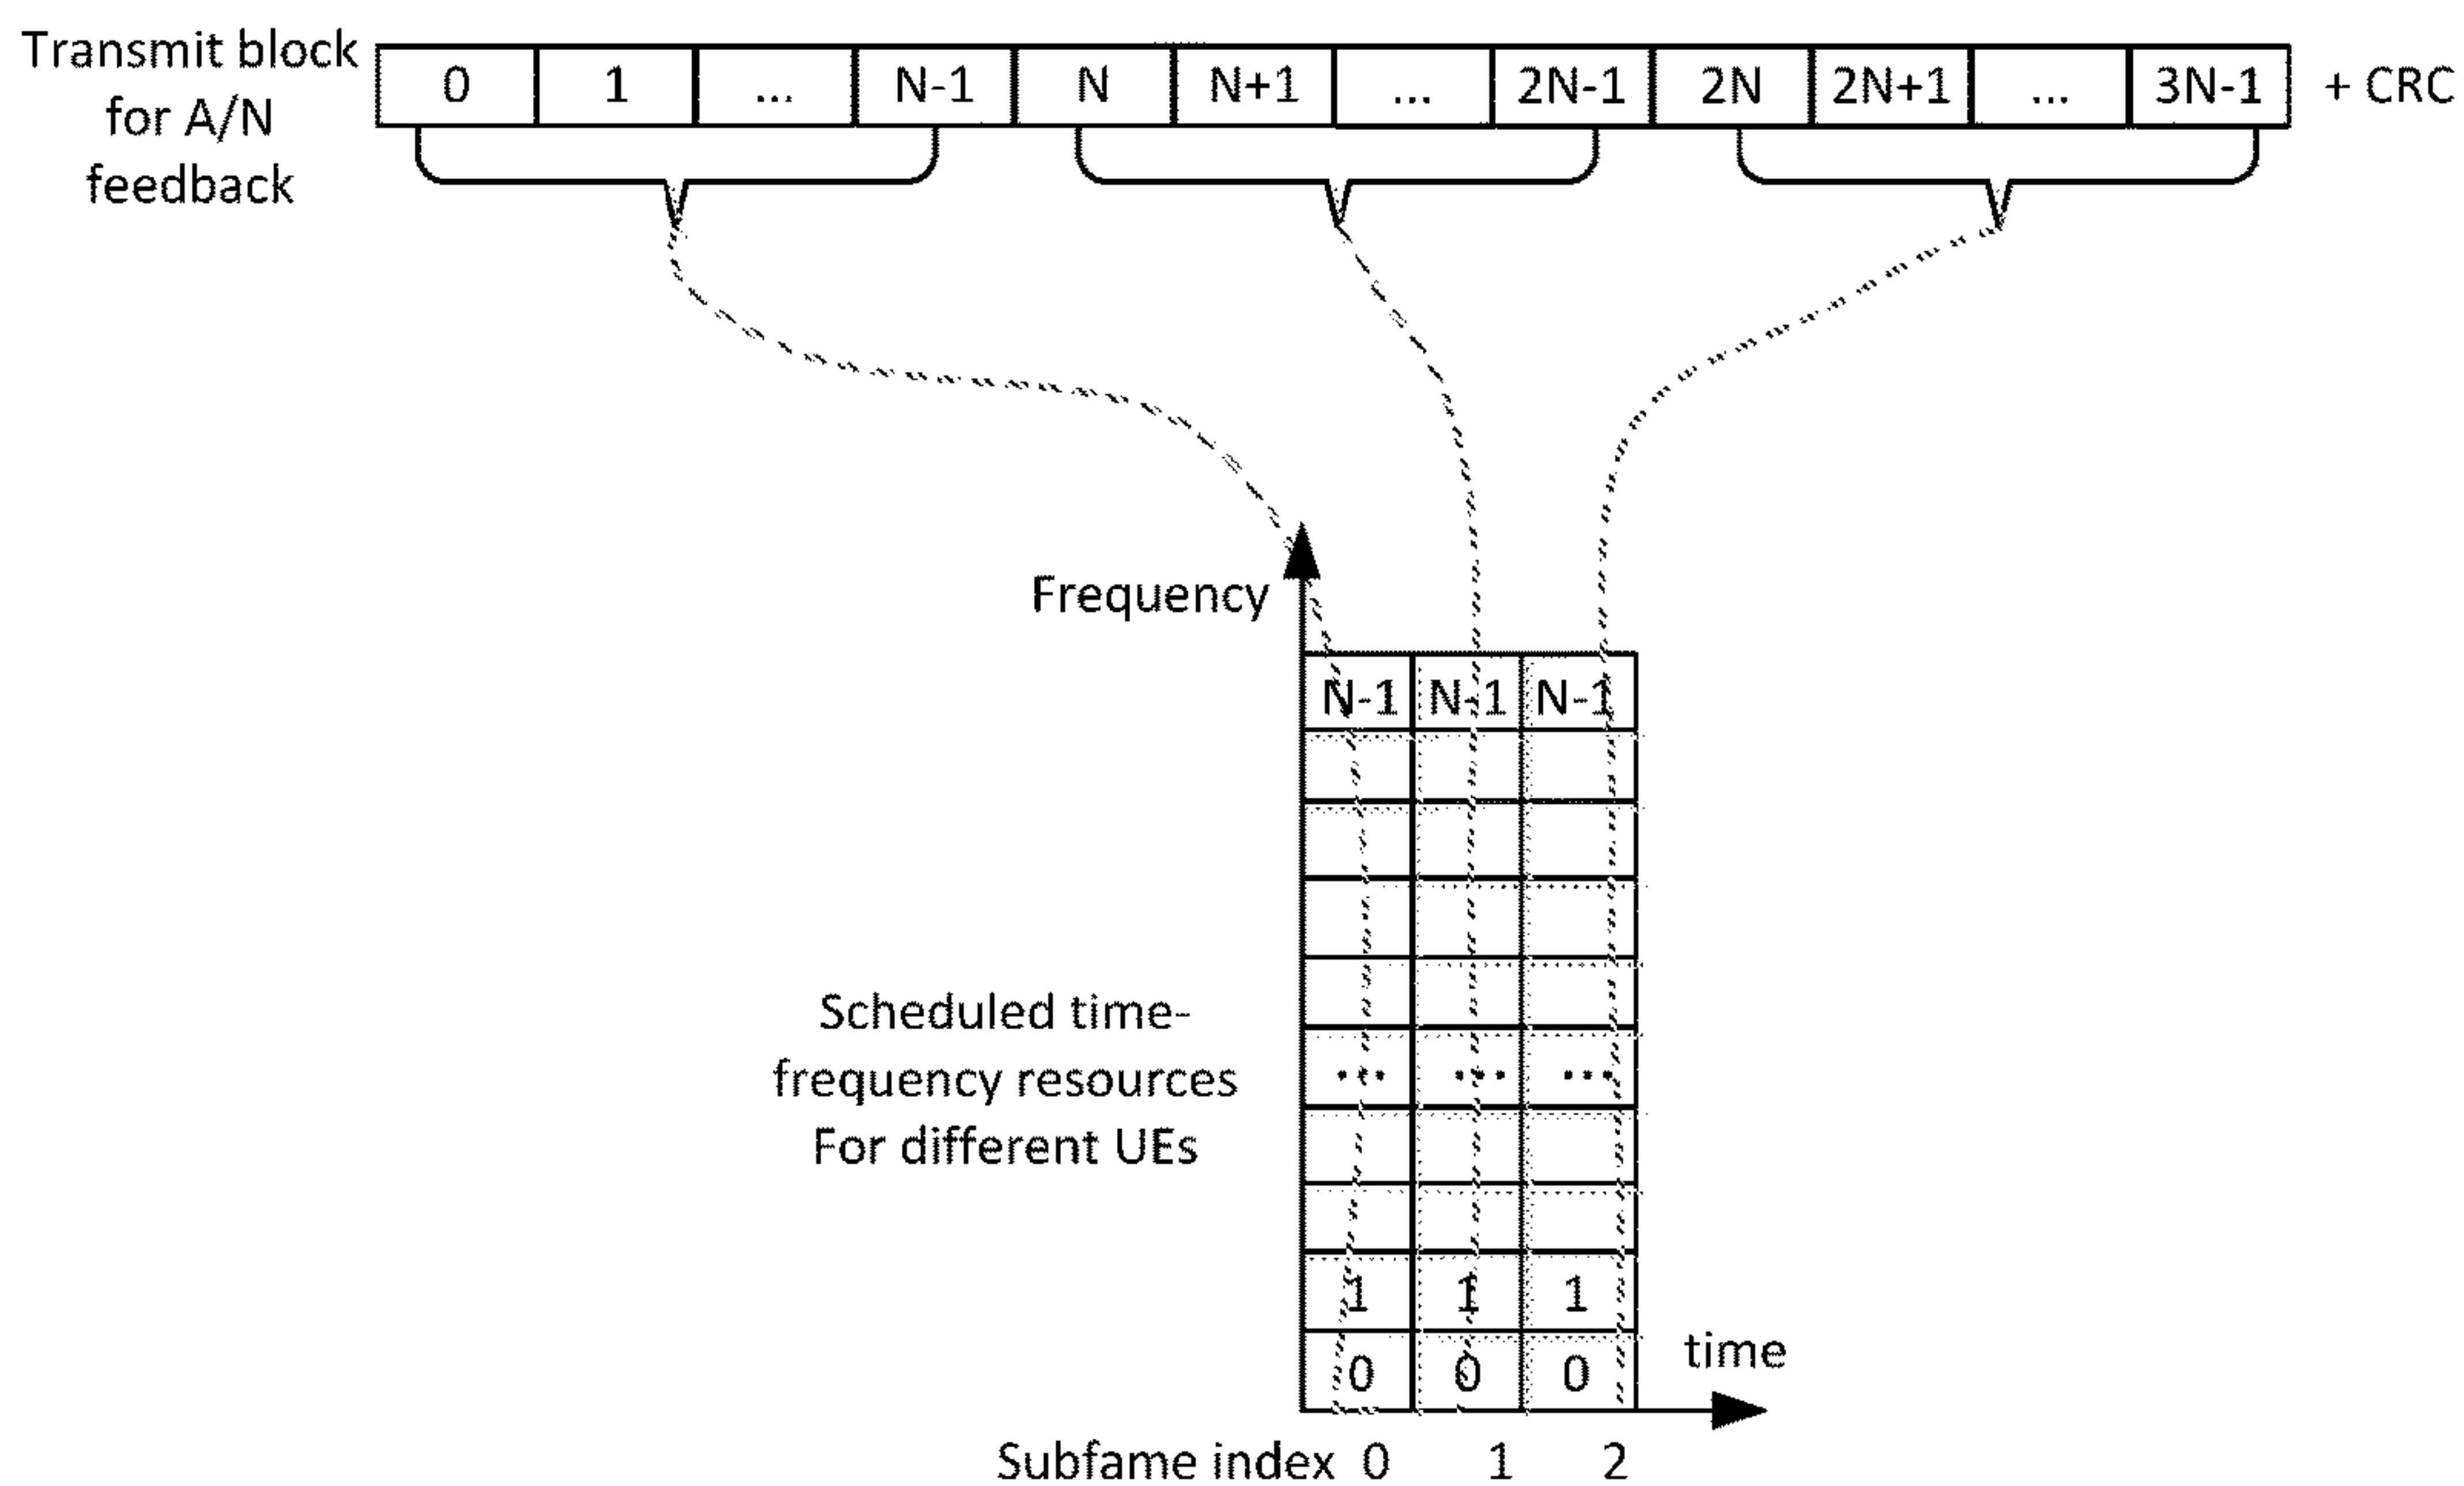 Transmit block
for A/N
feedback
0 1 ... N-1 N N+1 ... 2N-1 2N 2N+1 ... 3N-1 + CRC
Frequency
N-1 N-1 N-1
Scheduled time-
frequency resources
For different UEs
... ... ...
1 1 1
0 0 0
time
Subfame index 0 1 2